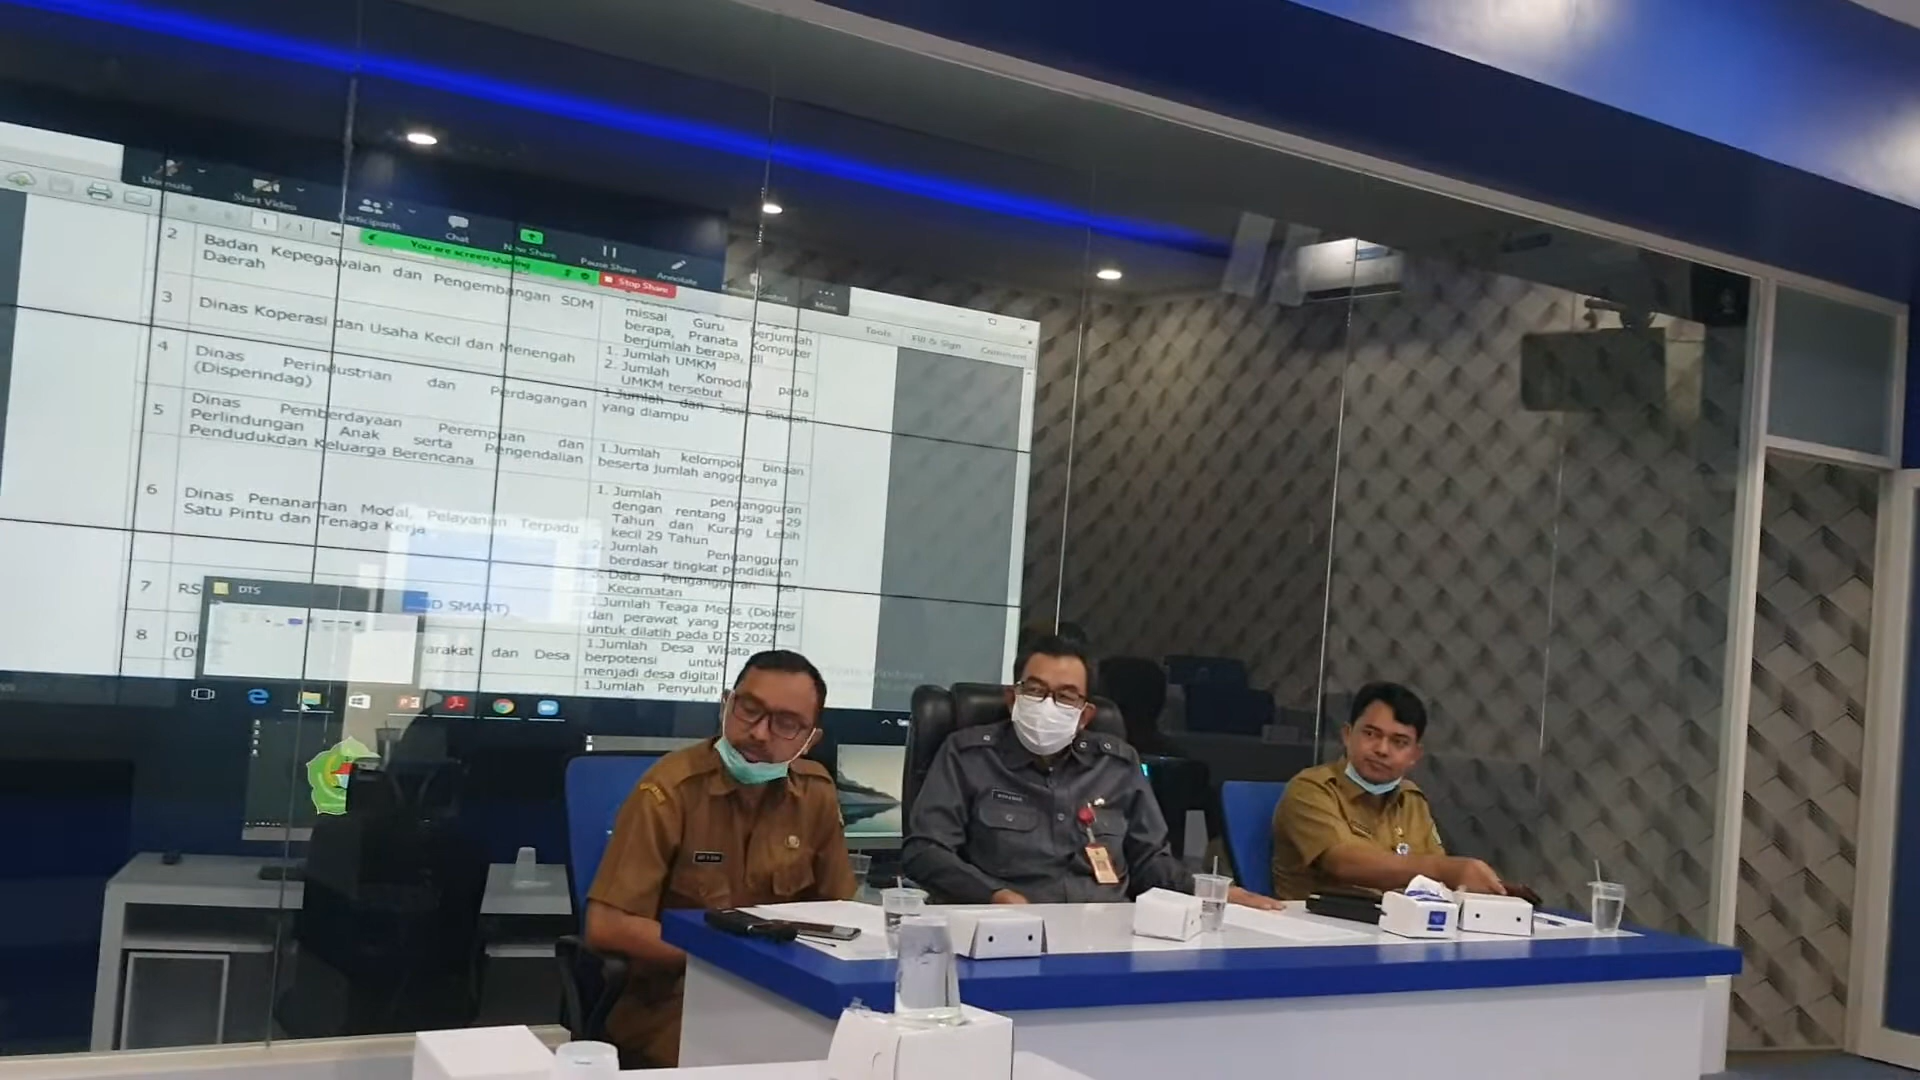 Unmute
Start Video
Participants
2
Chat
New Share
Pause Share
Annotate
More
You are screen sharing
Stop Share
1 / 1
Tools
Fill & Sign
Comment
2
Badan Kepegawaian dan Pengembangan SDM
Daerah
missal Guru berjumlah
berapa, Pranata Komputer
berjumlah berapa, dll
3
Dinas Koperasi dan Usaha Kecil dan Menengah
1. Jumlah UMKM
2. Jumlah Komoditi pada
UMKM tersebut
4
Dinas Perindustrian dan Perdagangan
(Disperindag)
1.Jumlah dan Jenis Binaan
yang diampu
5
Dinas Pemberdayaan Perempuan dan
Perlindungan Anak serta Pengendalian
Pendudukdan Keluarga Berencana
1.Jumlah kelompok binaan
beserta jumlah anggotanya
6
Dinas Penanaman Modal, Pelayanan Terpadu
Satu Pintu dan Tenaga Kerja
1. Jumlah pengangguran
dengan rentang usia =29
Tahun dan Kurang Lebih
kecil 29 Tahun
2. Jumlah Pengangguran
berdasar tingkat pendidikan
3. Data Pengangguran per
Kecamatan
7
RS
D SMART)
1.Jumlah Teaga Medis (Dokter
dan perawat yang berpotensi
untuk dilatih pada DTS 2022
8
arakat dan Desa
1.Jumlah Desa Wisata
berpotensi untuk
menjadi desa digital
1.Jumlah Penyuluh
DTS